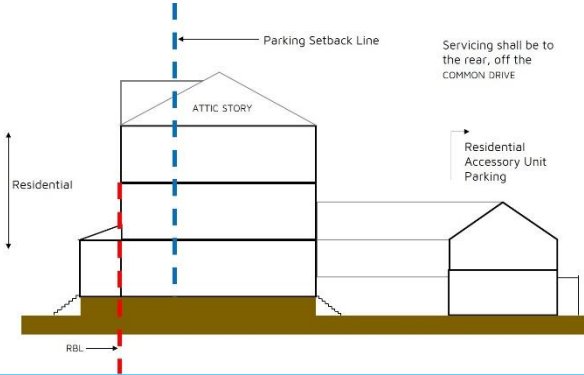 Parking Setback Line
Servicing shall be to
the rear, off the
COMMON DRIVE
ATTIC STORY
Residential
Accessory Unit
Parking
Residential
RBL